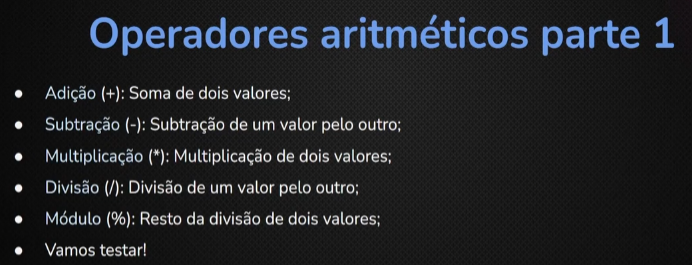 Operadores aritméticos parte 1
● Adição (+): Soma de dois valores;
● Subtração (-): Subtração de um valor pelo outro;
● Multiplicação (*): Multiplicação de dois valores;
● Divisão (/): Divisão de um valor pelo outro;
● Módulo (%): Resto da divisão de dois valores;
● Vamos testar!